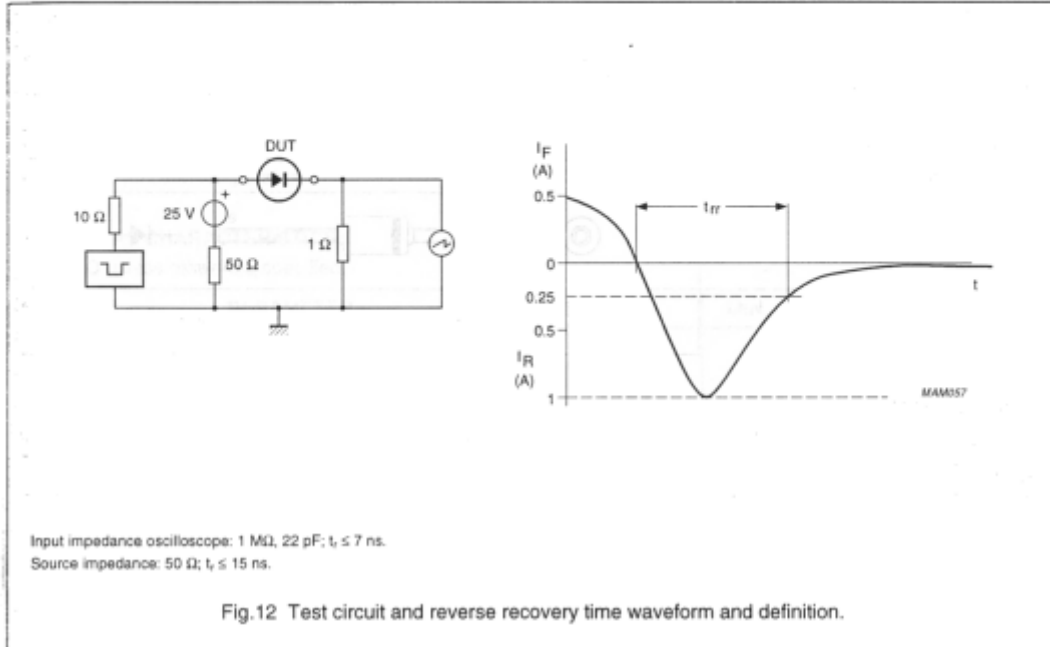 DUT
+
10 Ω
25 V
50 Ω
1 Ω
I_F
(A)
0.5
t_rr
0
t
0.25
0.5
I_R
(A)
1
MAM057
Input impedance oscilloscope: 1 MΩ, 22 pF; t_r ≤ 7 ns.
Source impedance: 50 Ω; t_r ≤ 15 ns.
Fig.12 Test circuit and reverse recovery time waveform and definition.